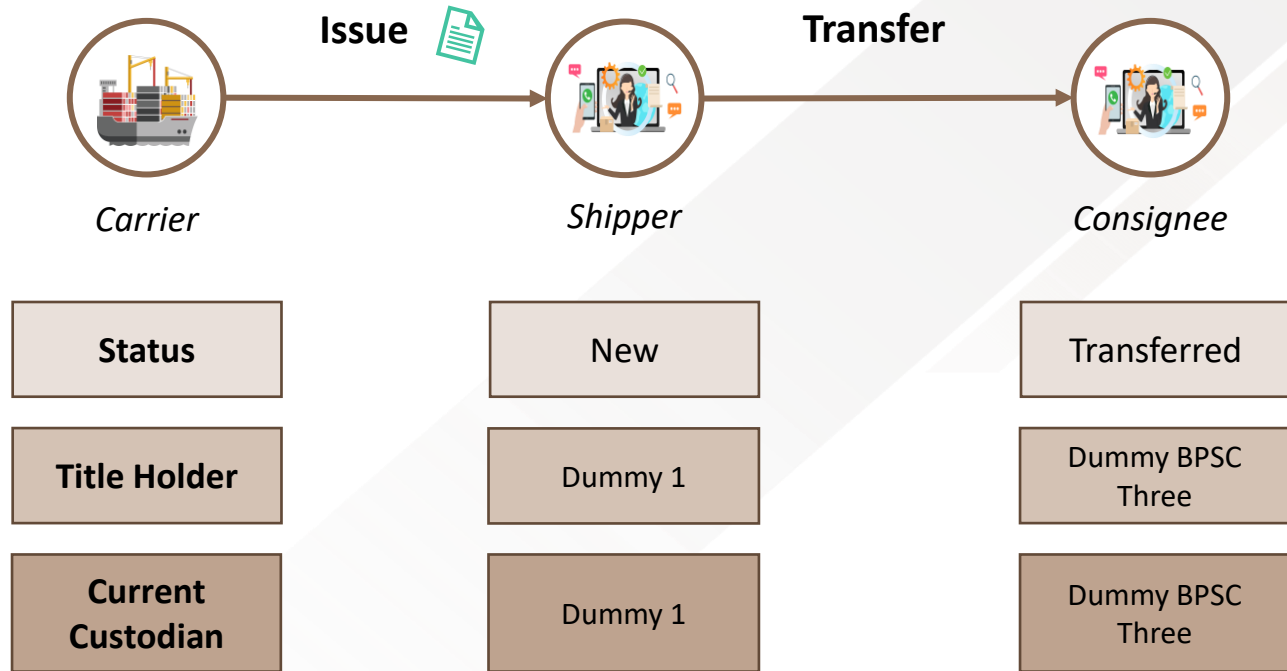 Issue
Transfer
Carrier
Shipper
Consignee
Status
New
Transferred
Title Holder
Dummy 1
Dummy BPSC
Three
Current
Custodian
Dummy 1
Dummy BPSC
Three